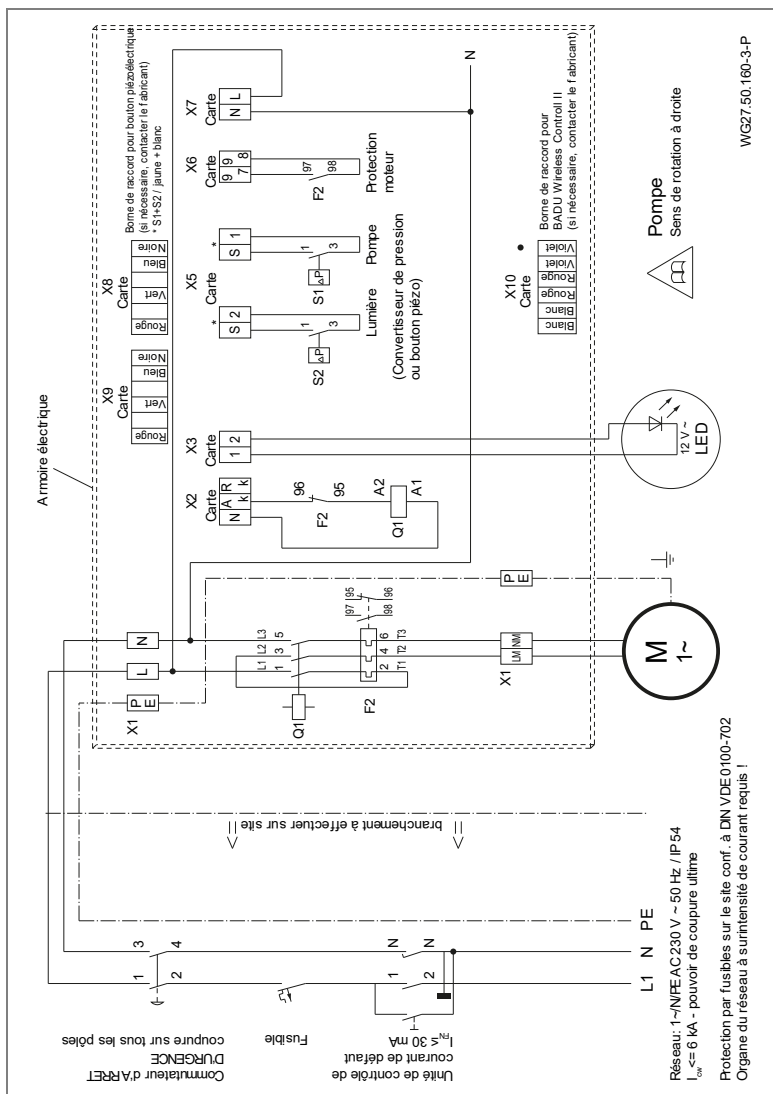 Armoire électrique
X9
Carte
Rouge
Vert
Bleu
Noire
X8
Carte
Rouge
Vert
Bleu
Noire
Borne de raccord pour bouton piézoélectrique
(si nécessaire, contacter le fabricant)
* S1+S2 / jaune + blanc
X1
PE
L
N
X2
Carte
N
A
k
R
k
X3
Carte
1 2
X5
Carte
*
S 2
*
S 1
X6
Carte
9
7
9
8
X7
Carte
N L
N
L1 L2 L3
1 3 5
Q1
97
98
95
96
2 4 6
T1 T2 T3
F2
96
F2
95
A2
Q1
A1
1
3
S2
ΔP
Lumière
1
3
S1
ΔP
Pompe
(Convertisseur de pression
ou bouton piézo)
97
F2
98
Protection
moteur
X1
LM NM
PE
M
1~
12 V ~
LED
X10
Carte
Blanc
Blanc
Rouge
Rouge
Violet
Violet
Borne de raccord pour
BADU Wireless Controll II
(si nécessaire, contacter le fabricant)
Pompe
Sens de rotation à droite
WG27.50.160-3-P
branchement à effectuer sur site
Commutateur d'ARRET
D'URGENCE
coupure sur tous les pôles
1
2
3
4
Fusible
Unité de contrôle de
courant de défaut
IFN ≤ 30 mA
1
2
N
N
L1 N PE
Réseau: 1~/N/PE AC 230 V ~ 50 Hz / IP54
Icw <= 6 kA - pouvoir de coupure ultime
Protection par fusibles sur le site conf. à DIN VDE 0100-702
Organe du réseau à surintensité de courant requis !